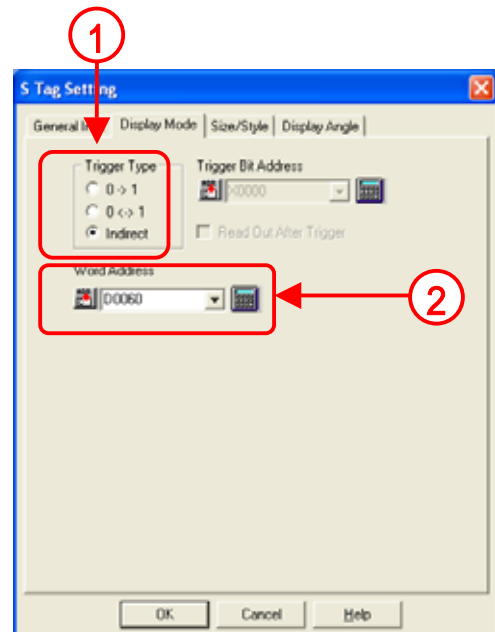 1
S Tag Setting
General Display Mode Size/Style Display Angle
Trigger Type Trigger Bit Address
0 -> 1 X0000
0 <-> 1
Indirect Read Out After Trigger
Word Address
D0060
2
OK Cancel Help